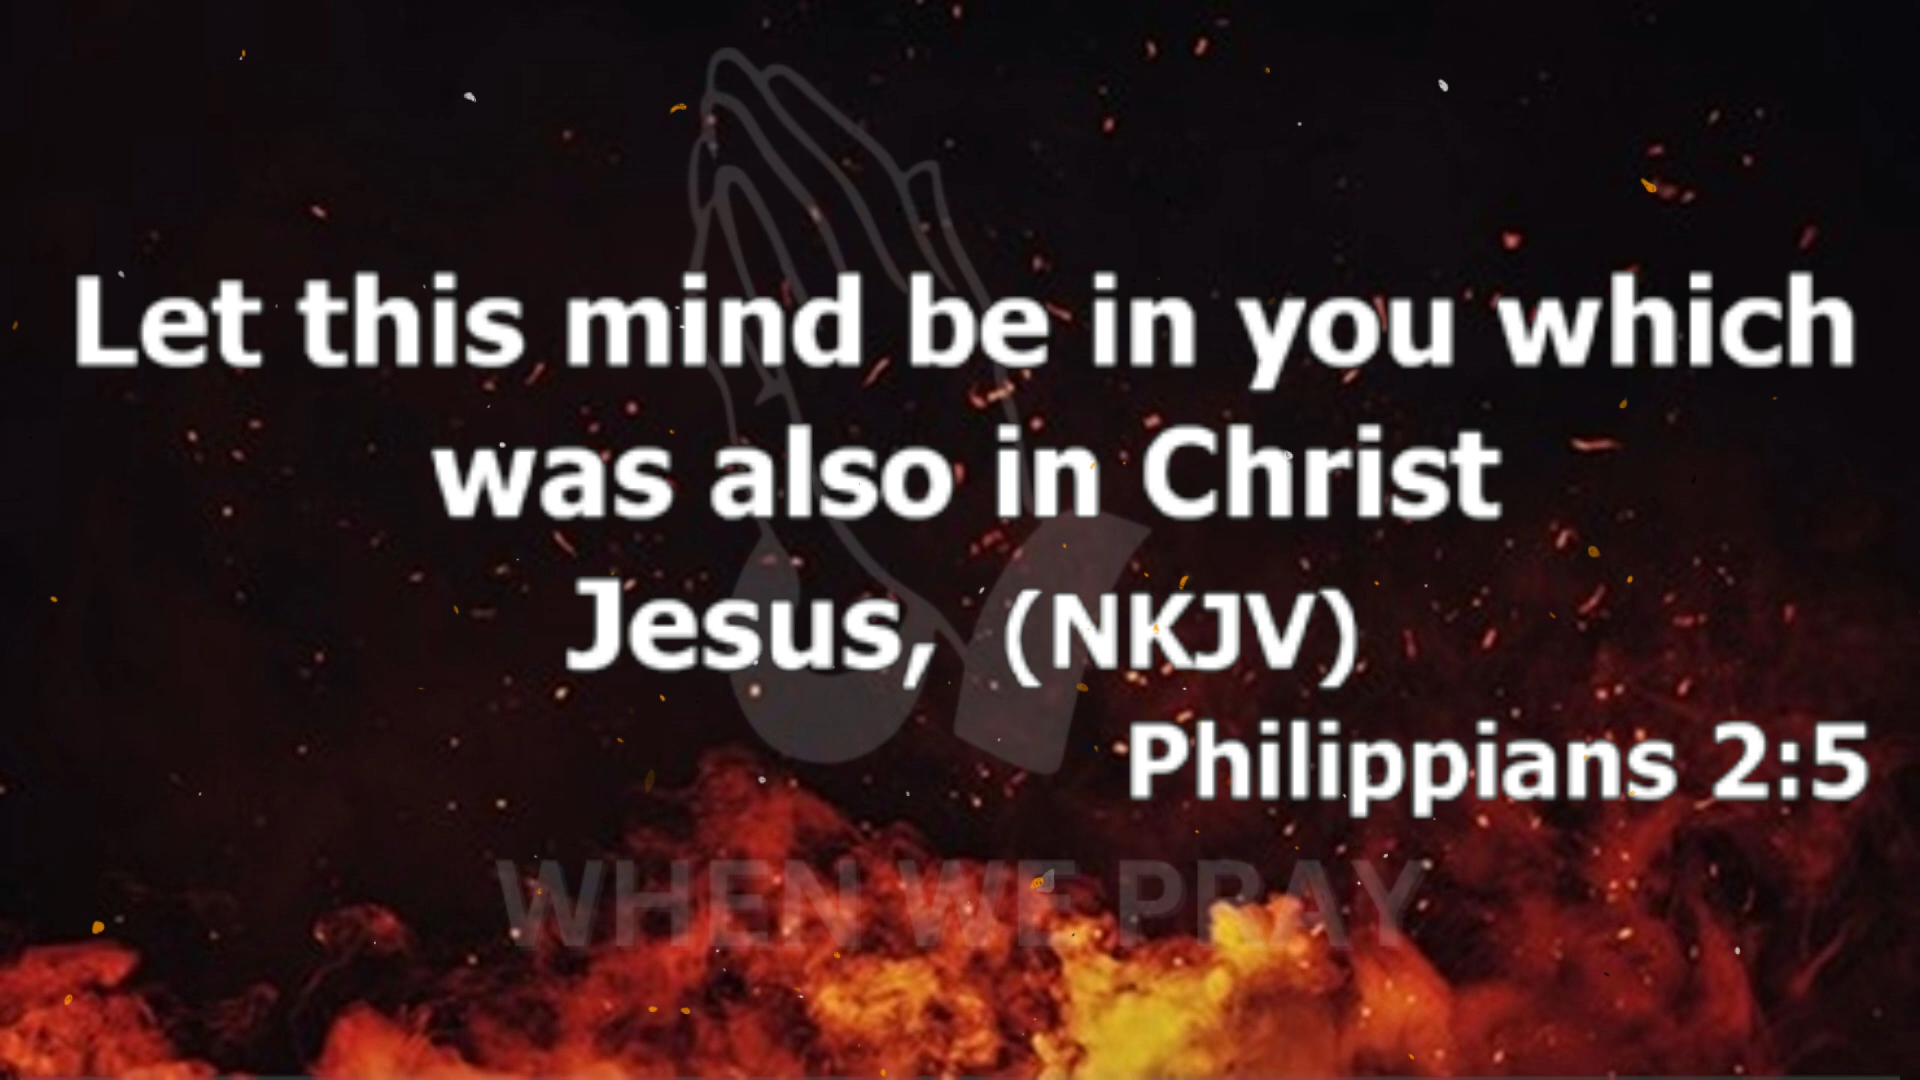 Let this mind be in you which
was also in Christ
Jesus, (NKJV)
Philippians 2:5
WHEN WE PRAY